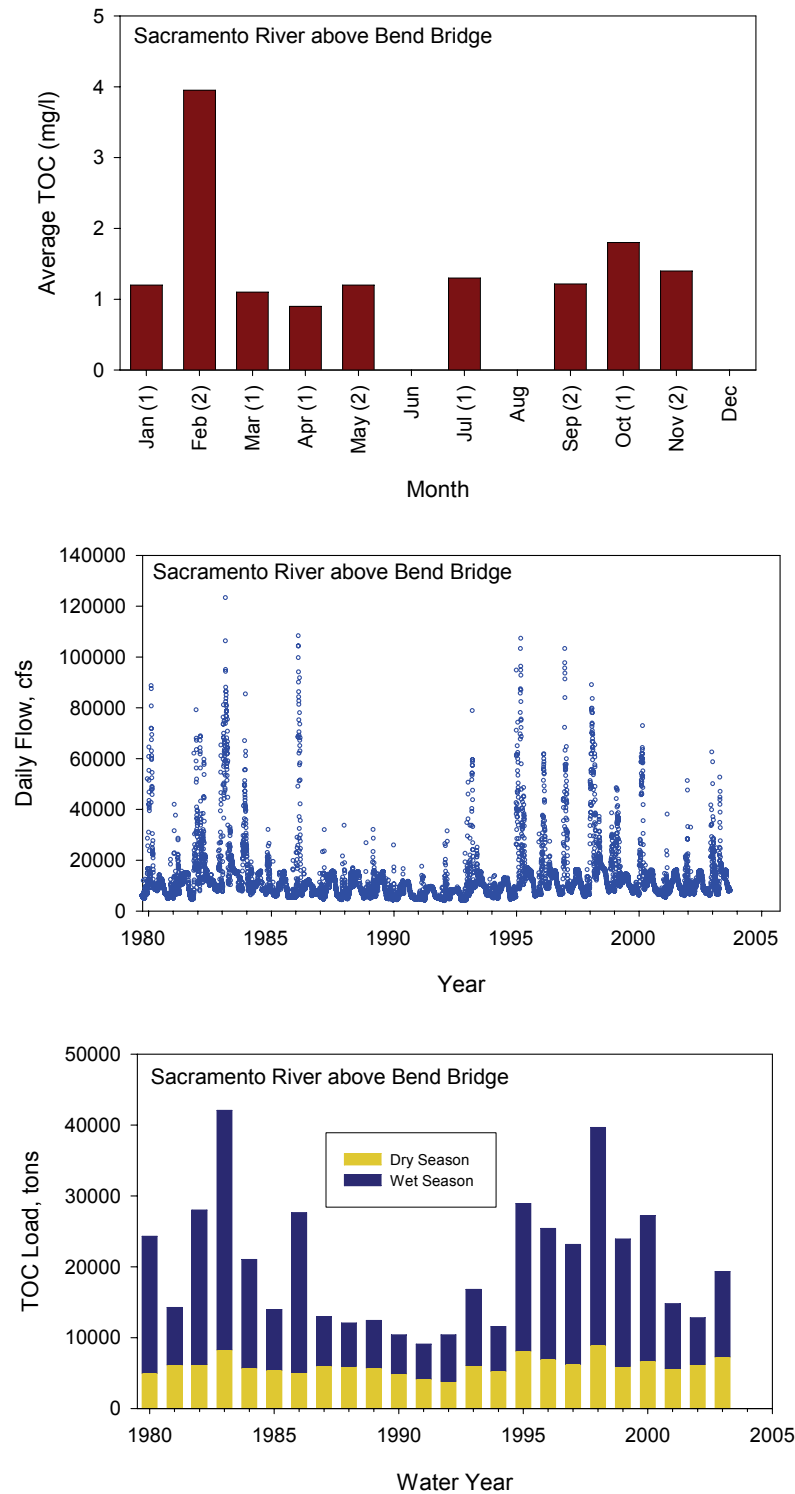 Sacramento River above Bend Bridge
Average TOC (mg/l)
5
4
3
2
1
0
Jan (1)
Feb (2)
Mar (1)
Apr (1)
May (2)
Jun
Jul (1)
Aug
Sep (2)
Oct (1)
Nov (2)
Dec
Month
Sacramento River above Bend Bridge
Daily Flow, cfs
140000
120000
100000
80000
60000
40000
20000
0
1980 1985 1990 1995 2000 2005
Year
Sacramento River above Bend Bridge
TOC Load, tons
50000
40000
30000
20000
10000
0
Dry Season
Wet Season
1980 1985 1990 1995 2000 2005
Water Year